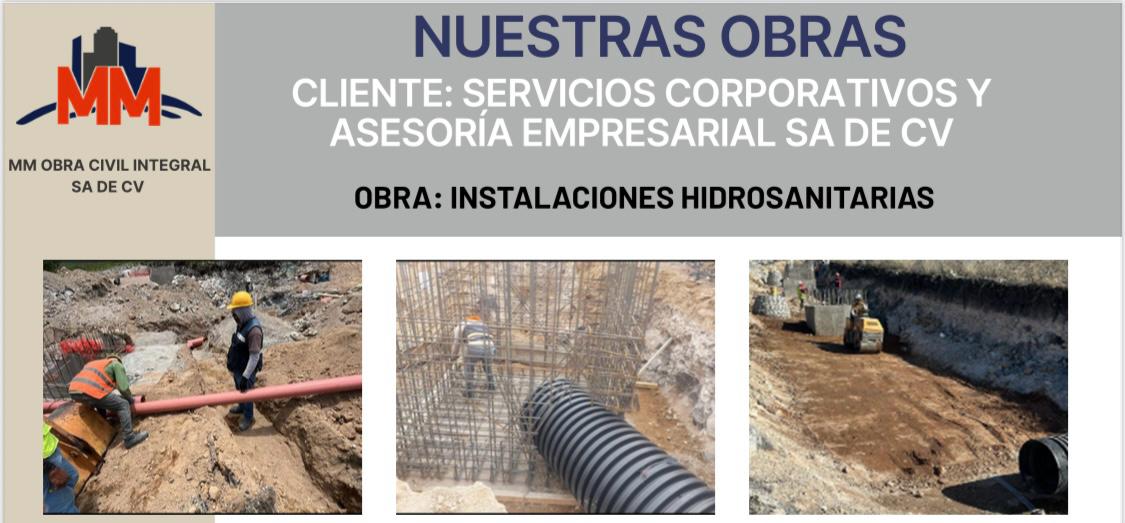 NUESTRAS OBRAS
CLIENTE: SERVICIOS CORPORATIVOS Y
ASESORÍA EMPRESARIAL SA DE CV
OBRA: INSTALACIONES HIDROSANITARIAS
MM
MM OBRA CIVIL INTEGRAL
SA DE CV